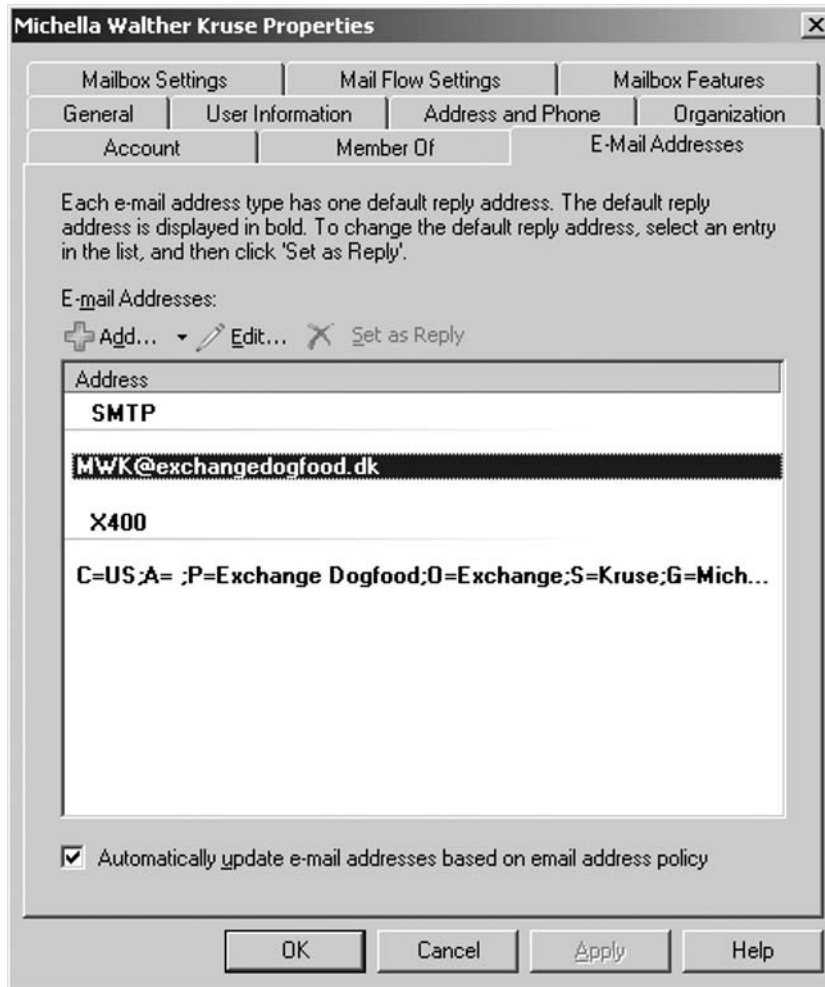 Michella Walther Kruse Properties
Mailbox Settings Mail Flow Settings Mailbox Features
General User Information Address and Phone Organization
Account Member Of E-Mail Addresses
Each e-mail address type has one default reply address. The default reply
address is displayed in bold. To change the default reply address, select an entry
in the list, and then click 'Set as Reply'.
E-mail Addresses:
Add... Edit... Set as Reply
Address
SMTP
MWK@exchangedogfood.dk
X400
C=US;A= ;P=Exchange Dogfood;O=Exchange;S=Kruse;G=Mich...
Automatically update e-mail addresses based on email address policy
OK Cancel Apply Help